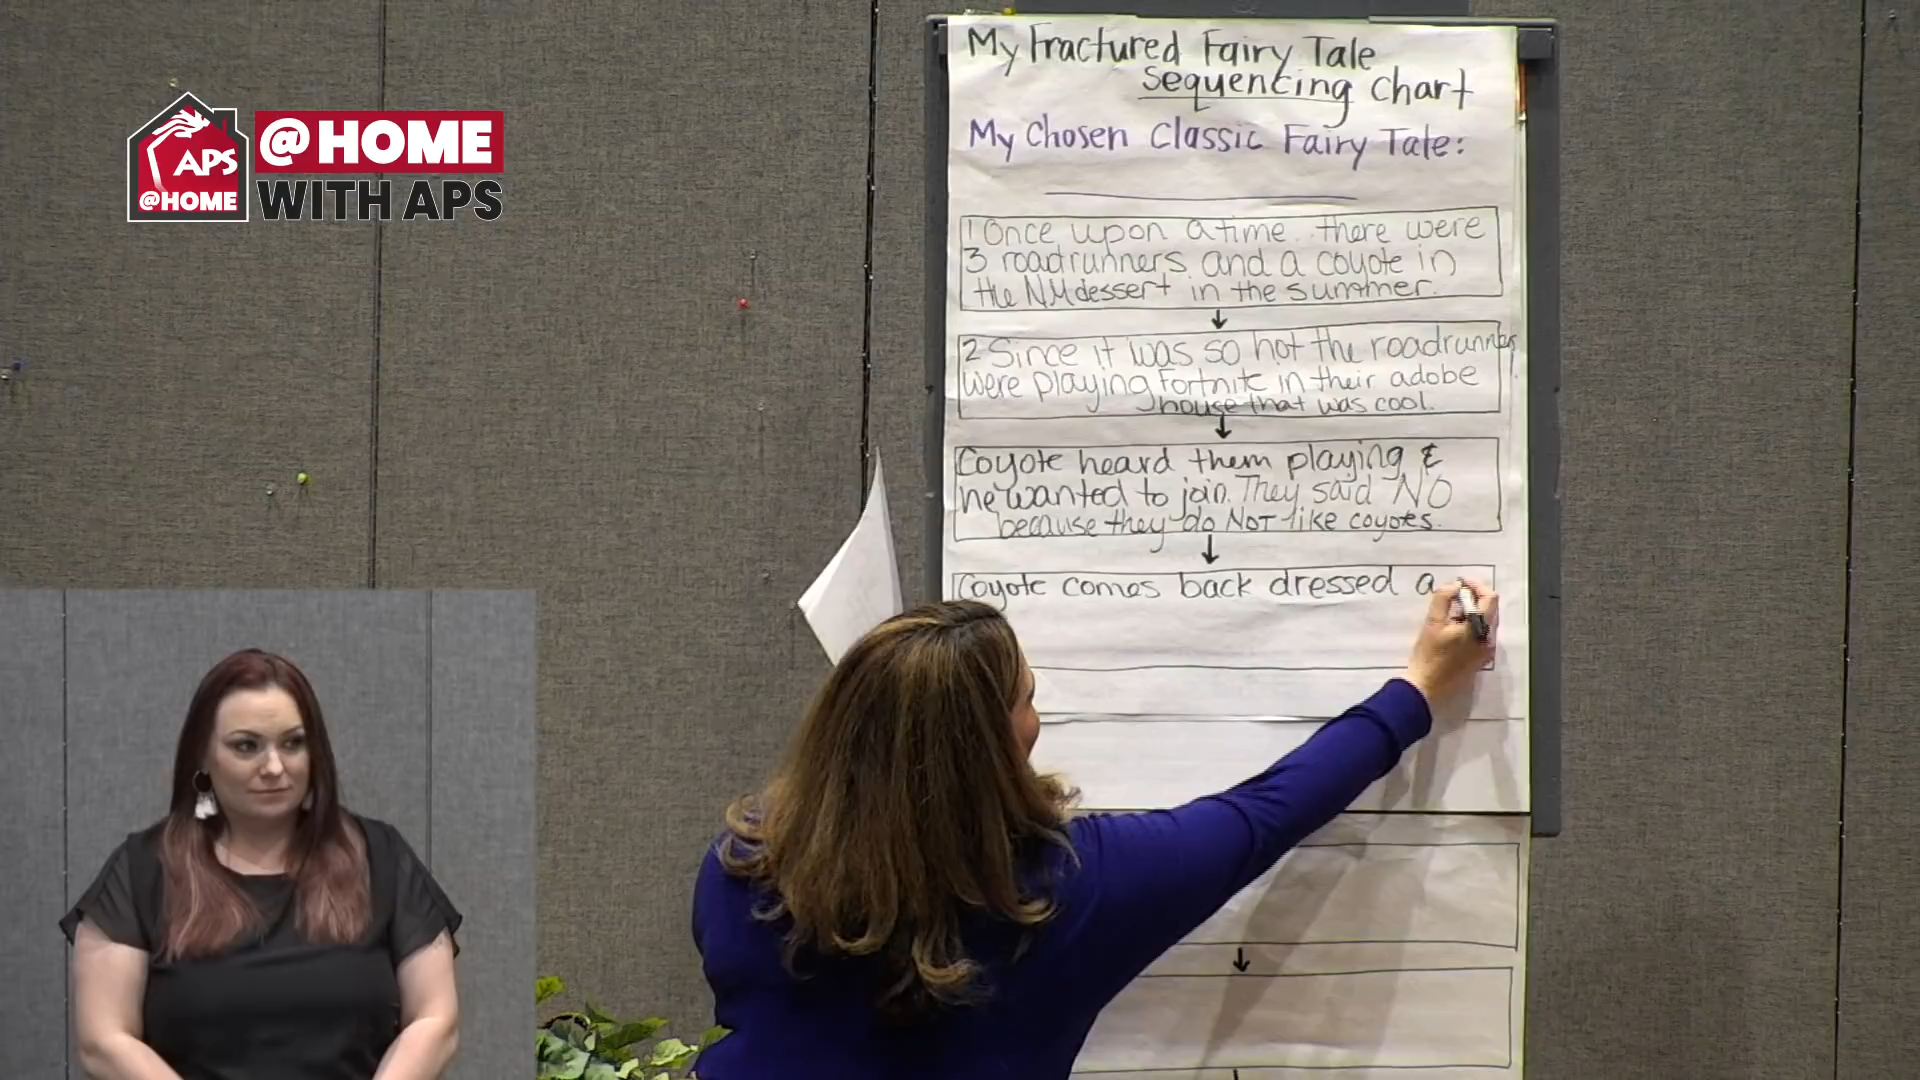 APS
@HOME
@HOME
WITH APS
My Fractured Fairy Tale
Sequencing Chart
My Chosen Classic Fairy Tale:
1 Once upon a time there were
3 roadrunners and a coyote in
the NM dessert in the summer.
2 Since it was so hot the roadrunners
were playing Fortnite in their adobe
house that was cool.
Coyote heard them playing &
he wanted to join. They said NO
because they do NOT like coyotes.
Coyote comes back dressed a